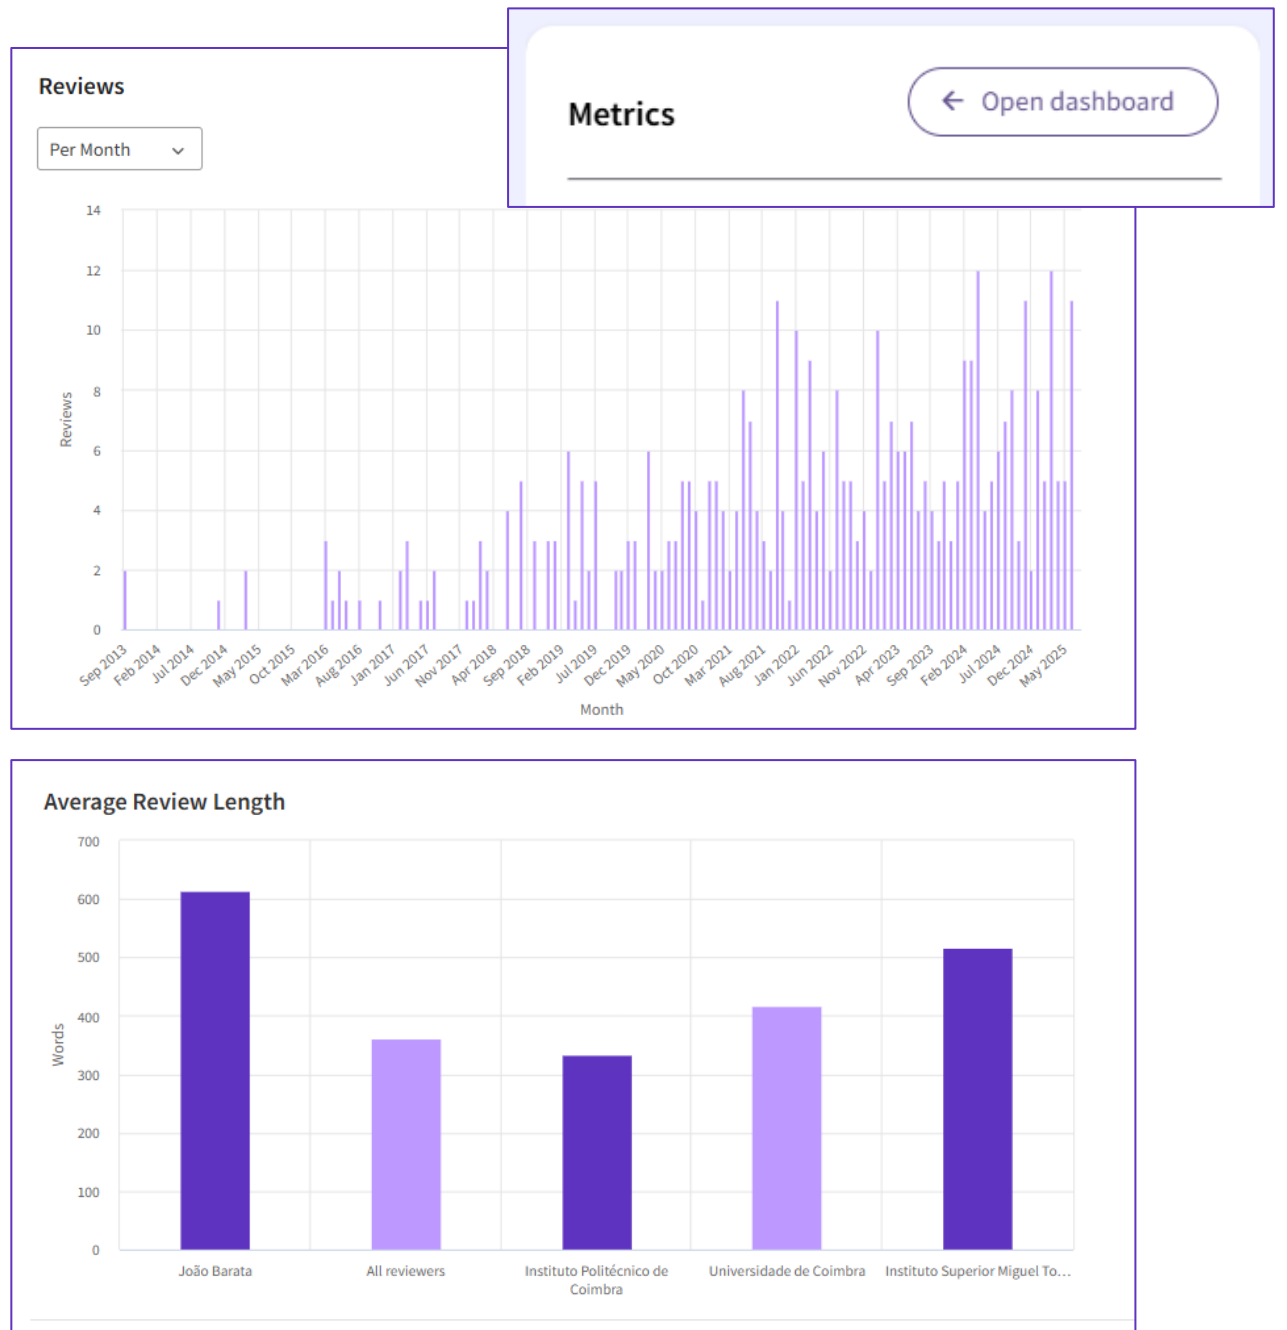 Metrics
← Open dashboard
Reviews
Per Month
14
12
10
8
6
4
2
0
Reviews
Sep 2013
Feb 2014
Jul 2014
Dec 2014
May 2015
Oct 2015
Mar 2016
Aug 2016
Jan 2017
Jun 2017
Nov 2017
Apr 2018
Sep 2018
Feb 2019
Jul 2019
Dec 2019
May 2020
Oct 2020
Mar 2021
Aug 2021
Jan 2022
Jun 2022
Nov 2022
Apr 2023
Sep 2023
Feb 2024
Jul 2024
Dec 2024
May 2025
Month
Average Review Length
700
600
500
400
300
200
100
0
Words
João Barata
All reviewers
Instituto Politécnico de
Coimbra
Universidade de Coimbra
Instituto Superior Miguel To...